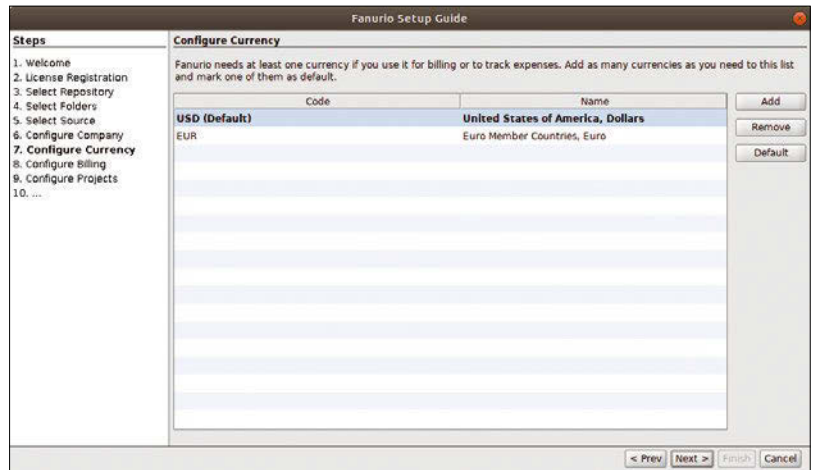 Fanurio Setup Guide
Steps
1. Welcome
2. License Registration
3. Select Repository
4. Select Folders
5. Select Source
6. Configure Company
7. Configure Currency
8. Configure Billing
9. Configure Projects
10. ...
Configure Currency
Fanurio needs at least one currency if you use it for billing or to track expenses. Add as many currencies as you need to this list
and mark one of them as default.
Code Name
USD (Default) United States of America, Dollars
EUR Euro Member Countries, Euro
Add
Remove
Default
< Prev Next > Finish Cancel